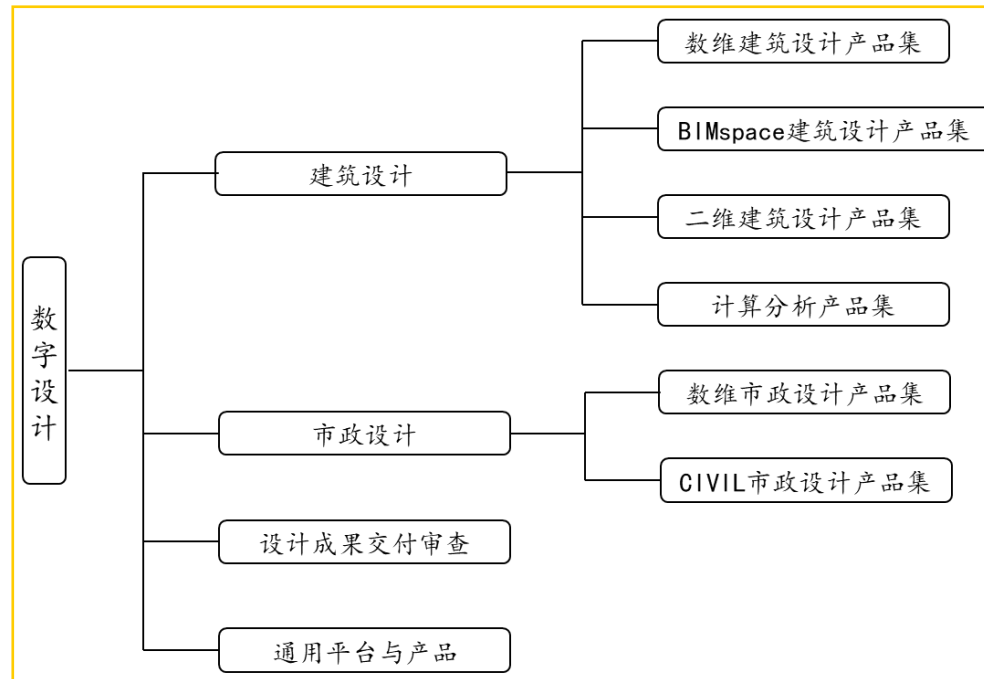 数字设计
建筑设计
数维建筑设计产品集
BIMspace建筑设计产品集
二维建筑设计产品集
计算分析产品集
市政设计
数维市政设计产品集
CIVIL市政设计产品集
设计成果交付审查
通用平台与产品